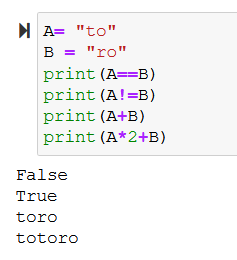 A= "to"
B = "ro"
print(A==B)
print(A!=B)
print(A+B)
print(A*2+B)
False
True
toro
totoro